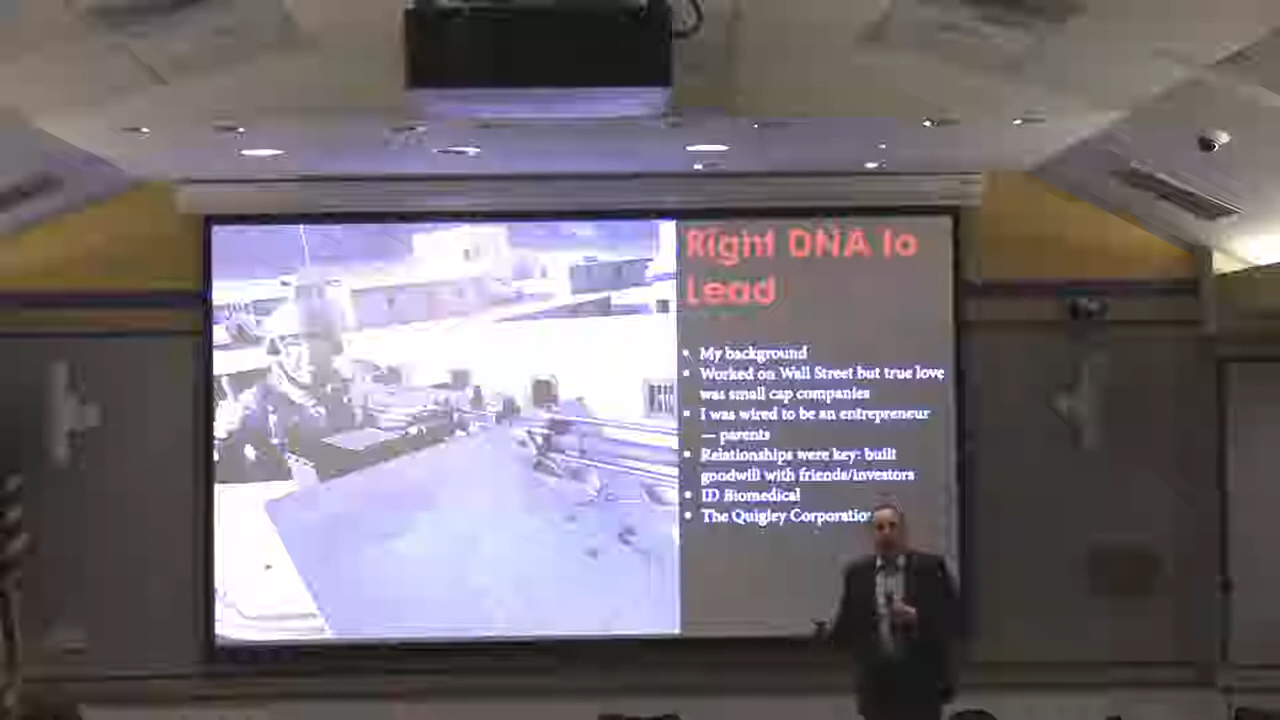 Right DNA to
Lead
• My background
• Worked on Wall Street but true love
was small cap companies
• I was wired to be an entrepreneur
— parents
• Relationships were key: built
goodwill with friends/investors
• ID Biomedical
• The Quigley Corporatio